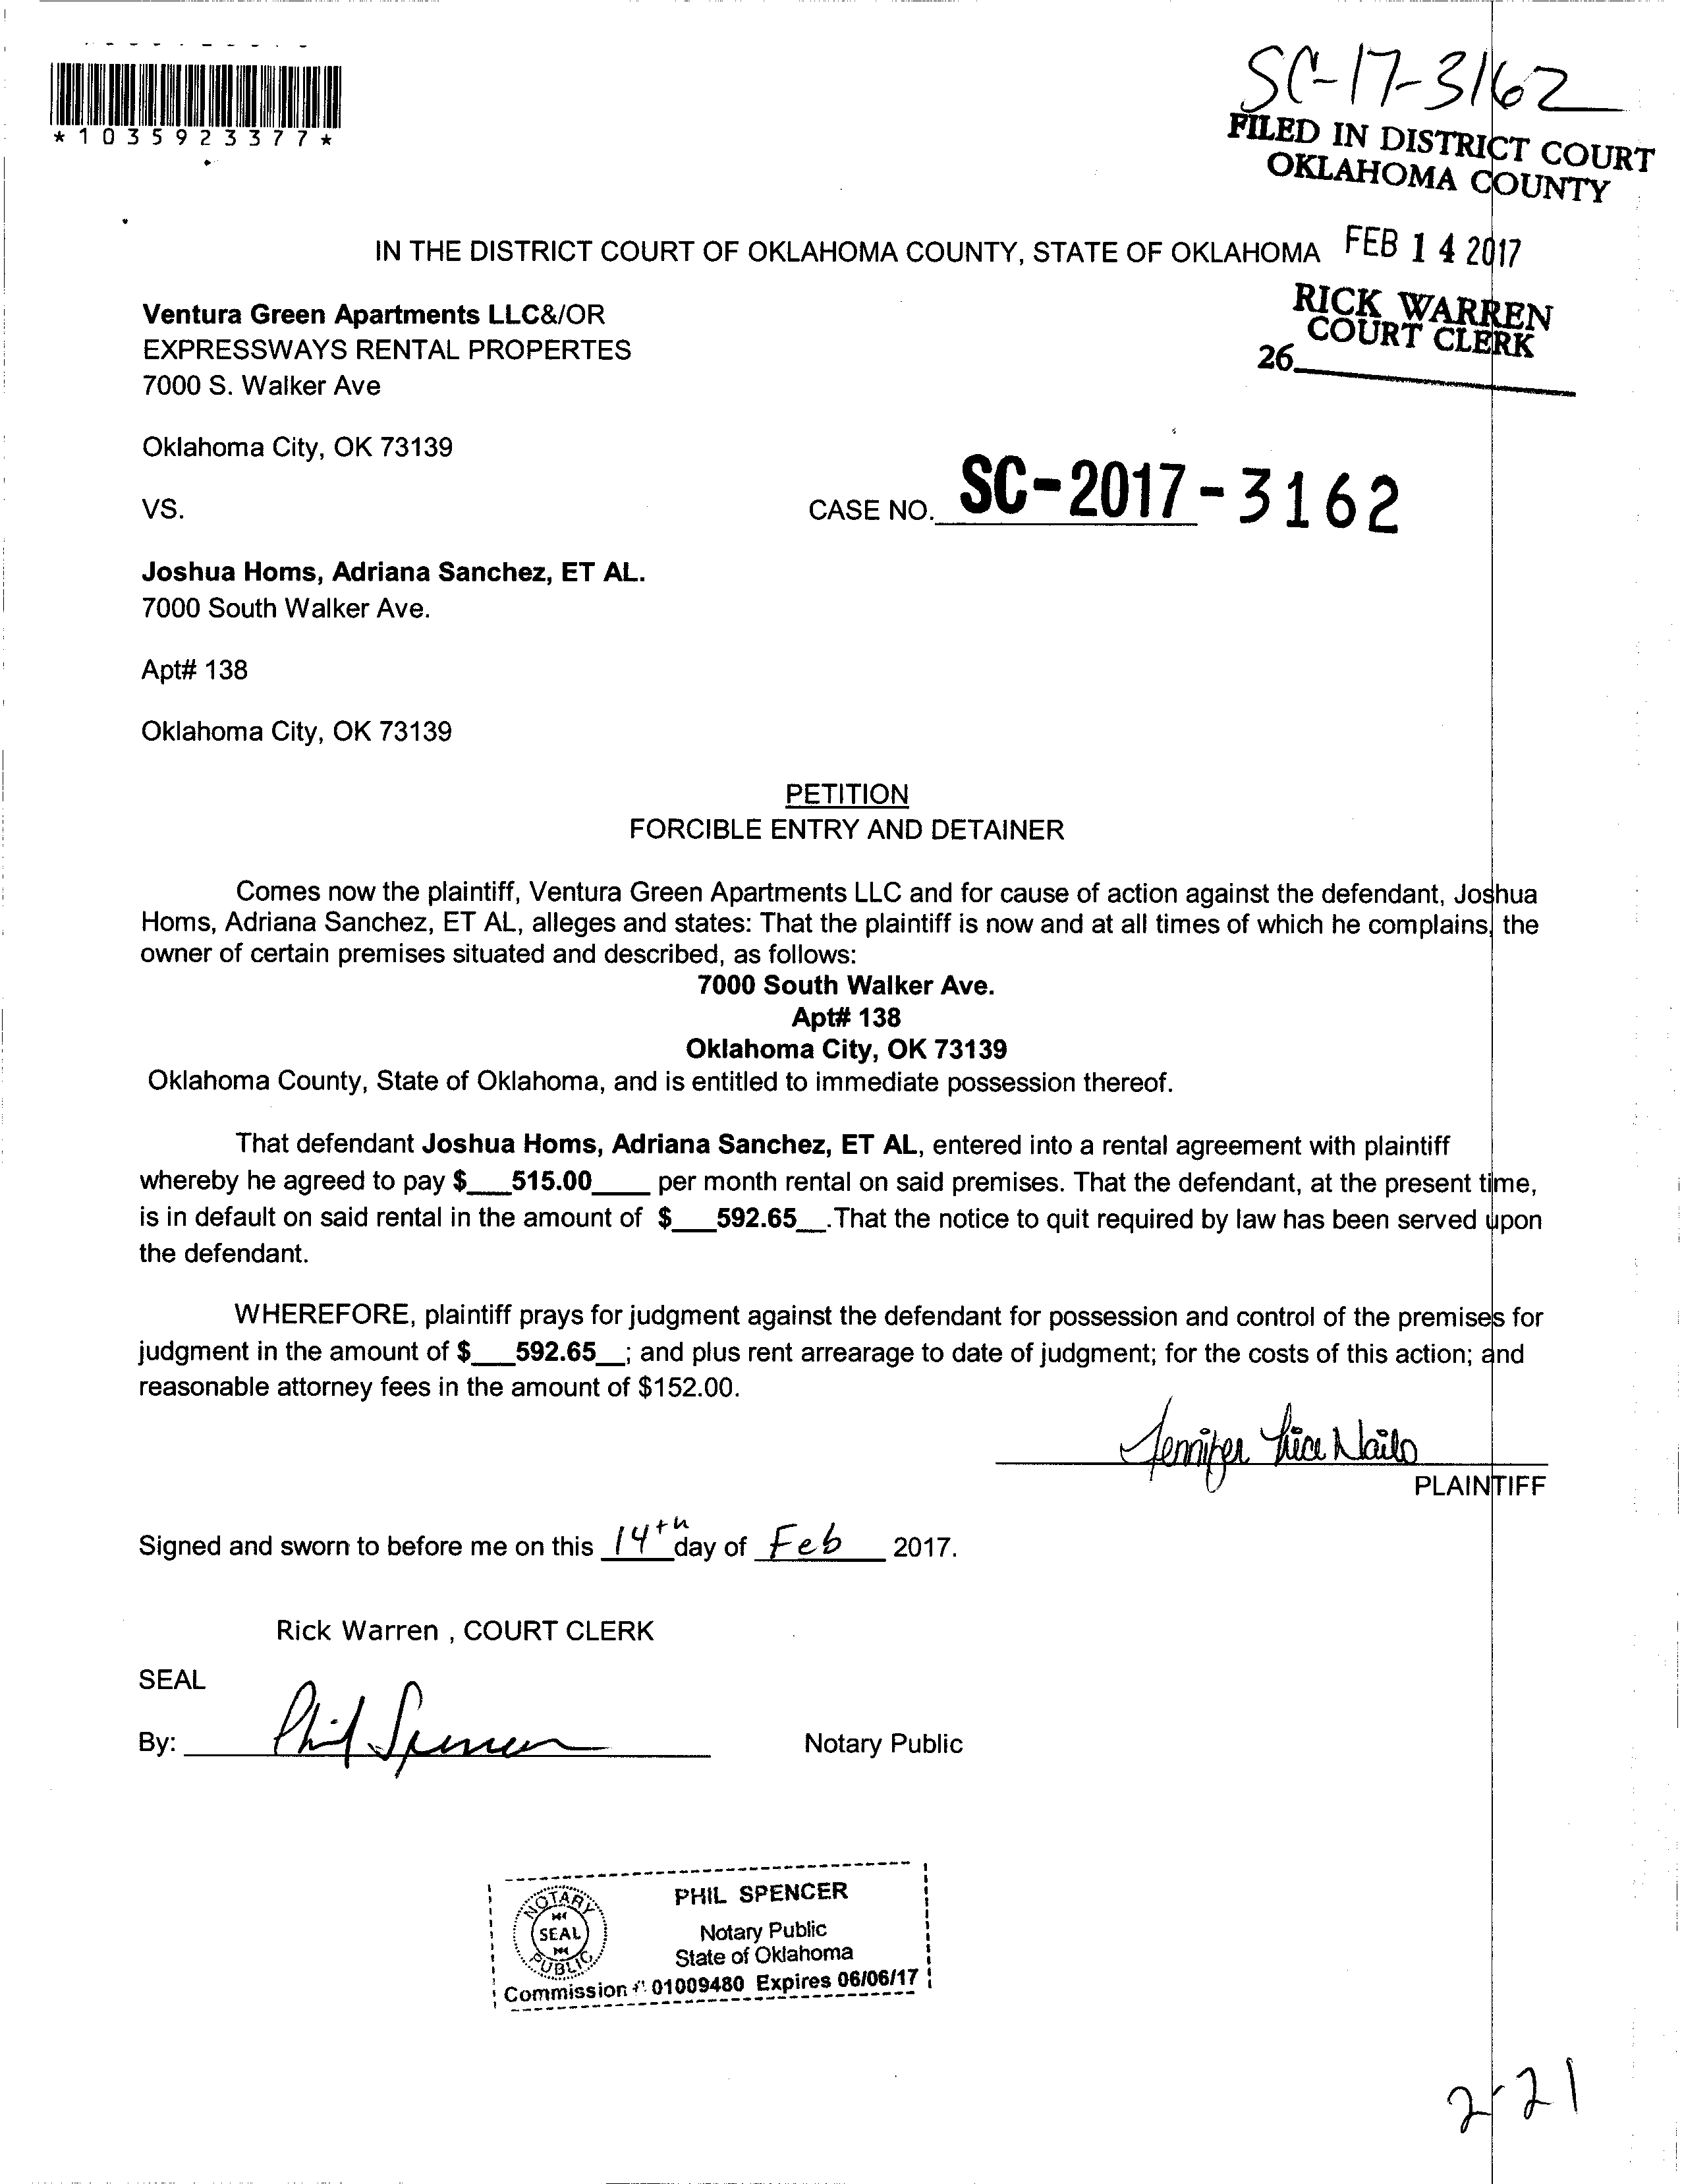 SC-17-3162
*1035923377*
FILED IN DISTRICT COURT
OKLAHOMA COUNTY
IN THE DISTRICT COURT OF OKLAHOMA COUNTY, STATE OF OKLAHOMA
FEB 14 2017
Ventura Green Apartments LLC&/OR
RICK WARREN
COURT CLERK
EXPRESSWAYS RENTAL PROPERTES
26
7000 S. Walker Ave
Oklahoma City, OK 73139
VS.
CASE NO. SC-2017-3162
Joshua Homs, Adriana Sanchez, ET AL.
7000 South Walker Ave.
Apt# 138
Oklahoma City, OK 73139
PETITION
FORCIBLE ENTRY AND DETAINER
Comes now the plaintiff, Ventura Green Apartments LLC and for cause of action against the defendant, Joshua
Homs, Adriana Sanchez, ET AL, alleges and states: That the plaintiff is now and at all times of which he complains, the
owner of certain premises situated and described, as follows:
7000 South Walker Ave.
Apt# 138
Oklahoma City, OK 73139
Oklahoma County, State of Oklahoma, and is entitled to immediate possession thereof.
That defendant Joshua Homs, Adriana Sanchez, ET AL, entered into a rental agreement with plaintiff
whereby he agreed to pay $___515.00____ per month rental on said premises. That the defendant, at the present time,
is in default on said rental in the amount of $___592.65__.That the notice to quit required by law has been served upon
the defendant.
WHEREFORE, plaintiff prays for judgment against the defendant for possession and control of the premises for
judgment in the amount of $___592.65__; and plus rent arrearage to date of judgment; for the costs of this action; and
reasonable attorney fees in the amount of $152.00.
Jennifer
PLAINTIFF
Signed and sworn to before me on this 14th day of Feb 2017.
Rick Warren , COURT CLERK
SEAL
By: Phil Spencer
Notary Public
NOTARY
SEAL
PUBLIC
PHIL SPENCER
Notary Public
State of Oklahoma
Commission # 01009480 Expires 06/06/17
2-21